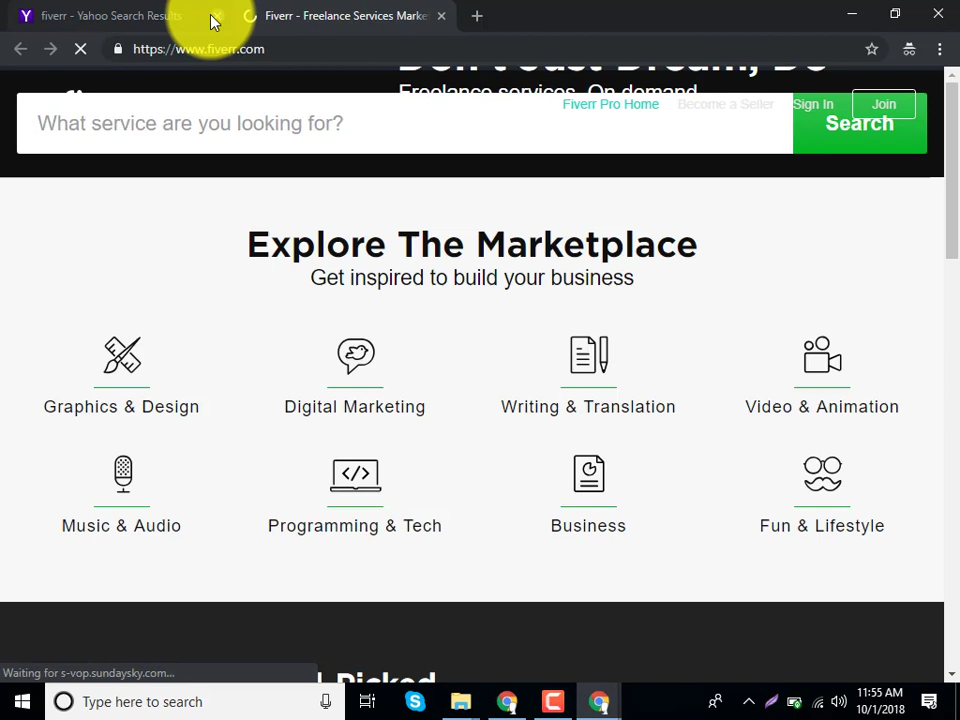 fiverr - Yahoo Search Results
Fiverr - Freelance Services Marke
https://www.fiverr.com
Freelance services. On demand.
Fiverr Pro Home
Become a Seller
Sign In
Join
What service are you looking for?
Search
Explore The Marketplace
Get inspired to build your business
Graphics & Design
Digital Marketing
Writing & Translation
Video & Animation
Music & Audio
Programming & Tech
Business
Fun & Lifestyle
Waiting for s-vop.sundaysky.com...
Picked
Type here to search
11:55 AM
10/1/2018